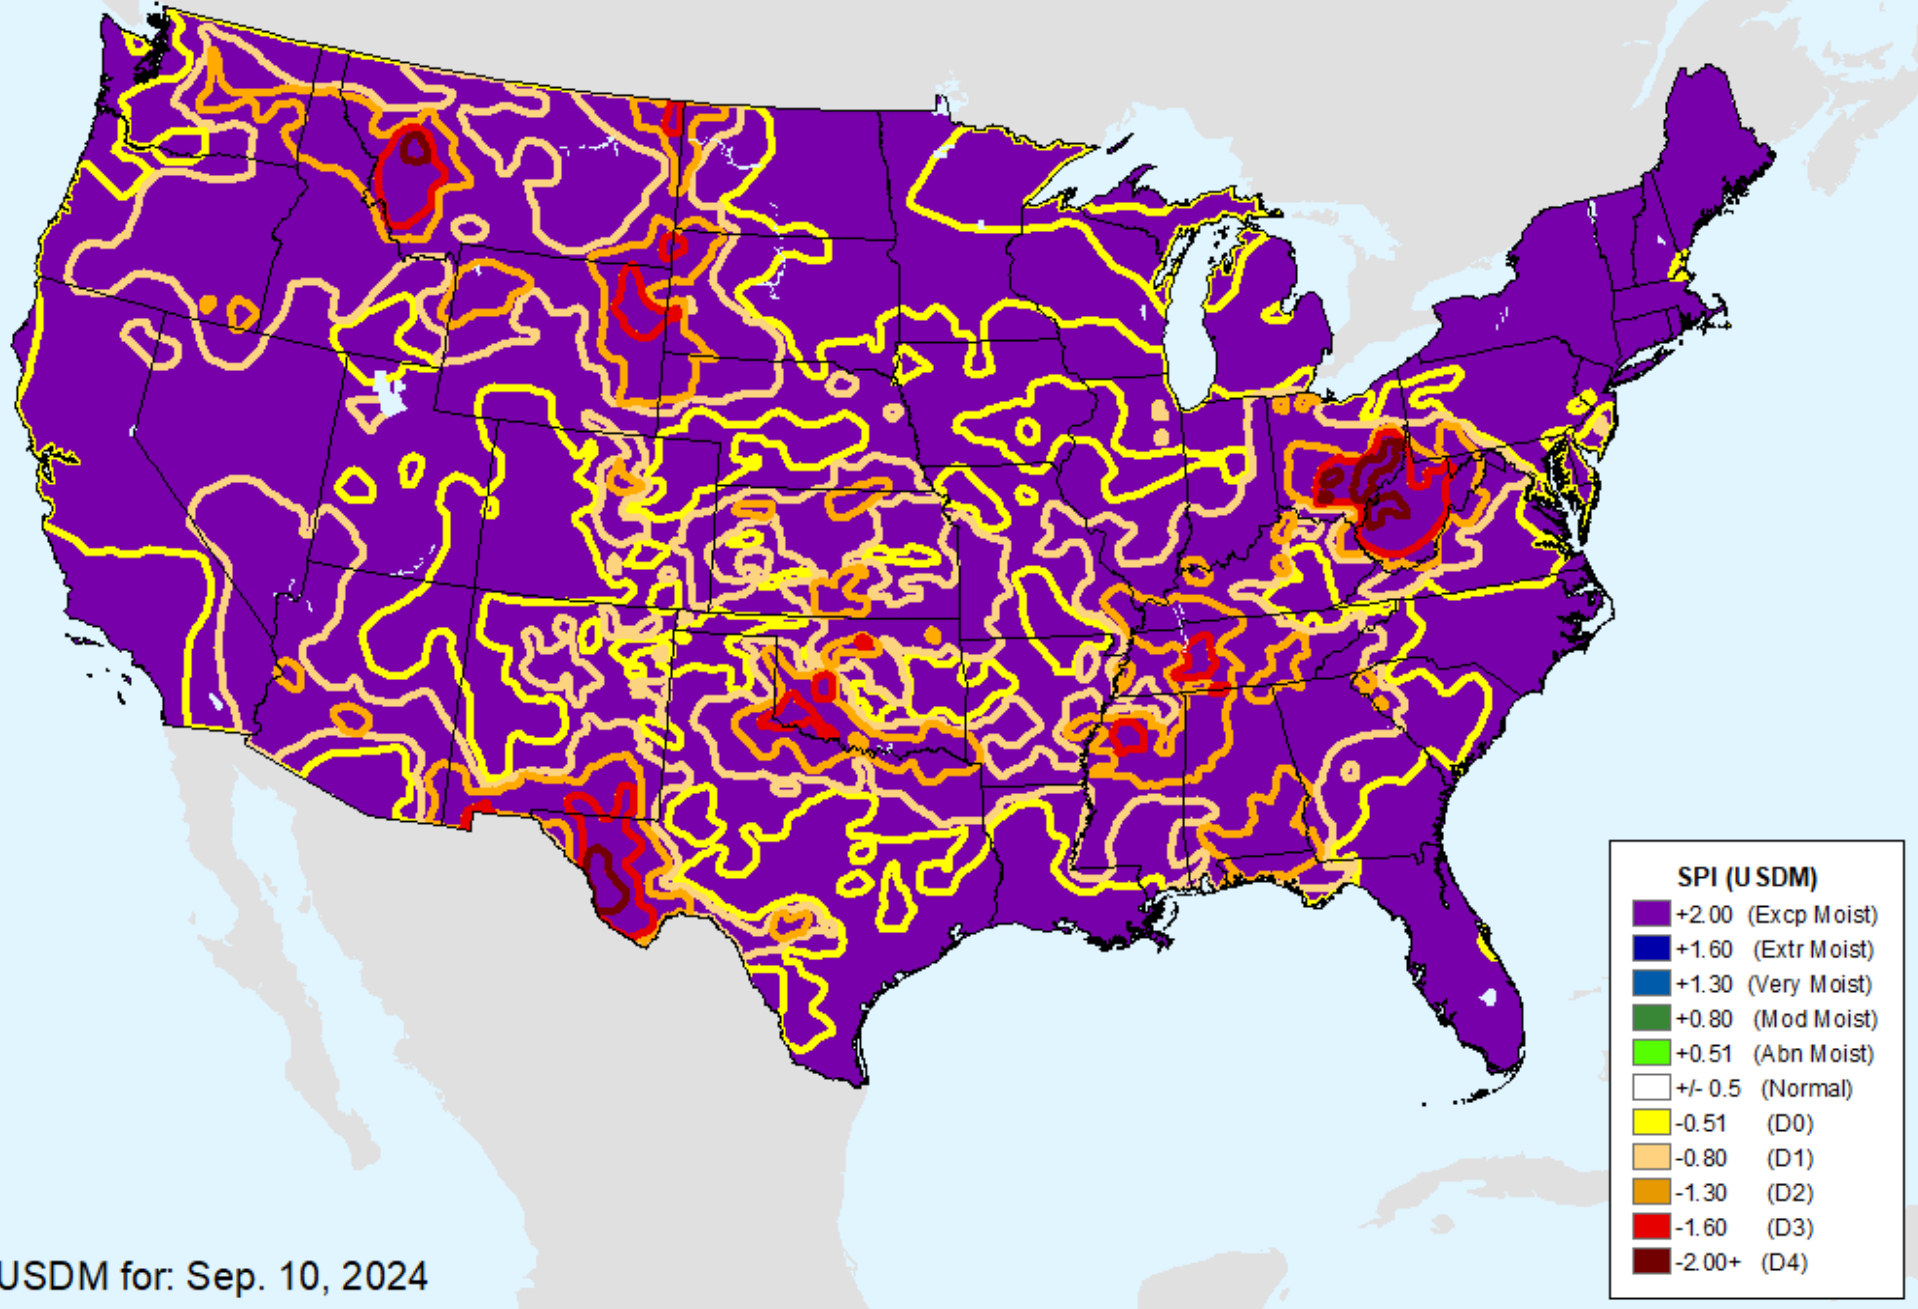 SPI (USDM)
+2.00 (Excp Moist)
+1.60 (Extr Moist)
+1.30 (Very Moist)
+0.80 (Mod Moist)
+0.51 (Abn Moist)
+/- 0.5 (Normal)
-0.51 (D0)
-0.80 (D1)
-1.30 (D2)
-1.60 (D3)
-2.00+ (D4)
USDM for: Sep. 10, 2024